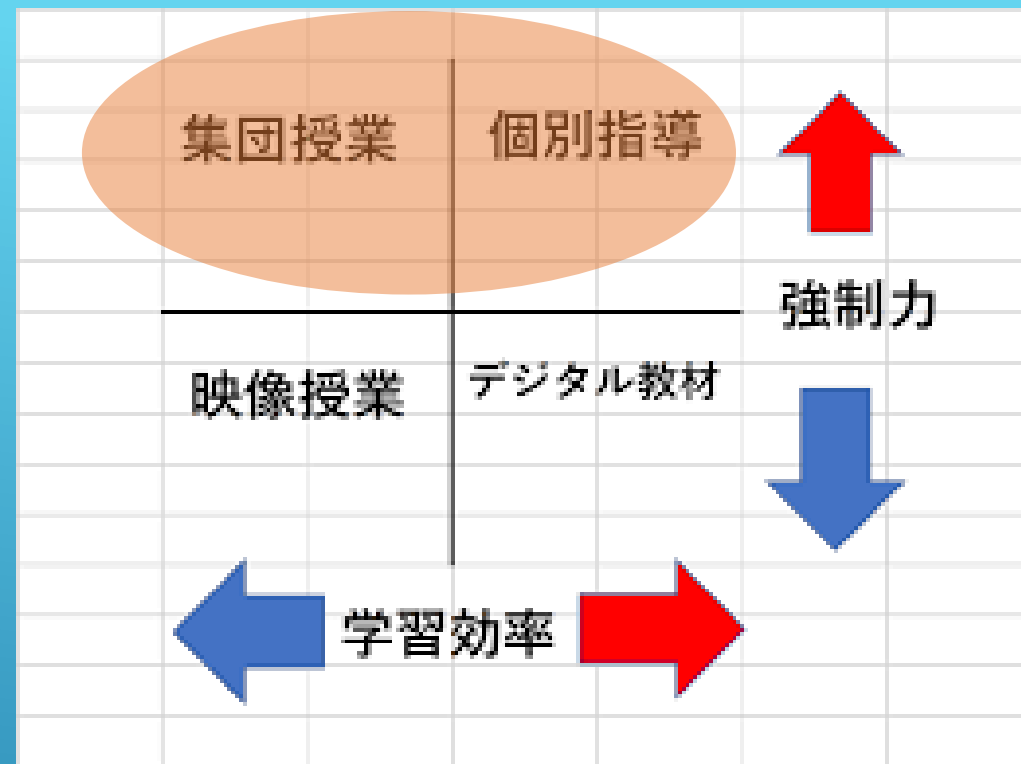 集団授業
個別指導
強制力
映像授業
デジタル教材
学習効率